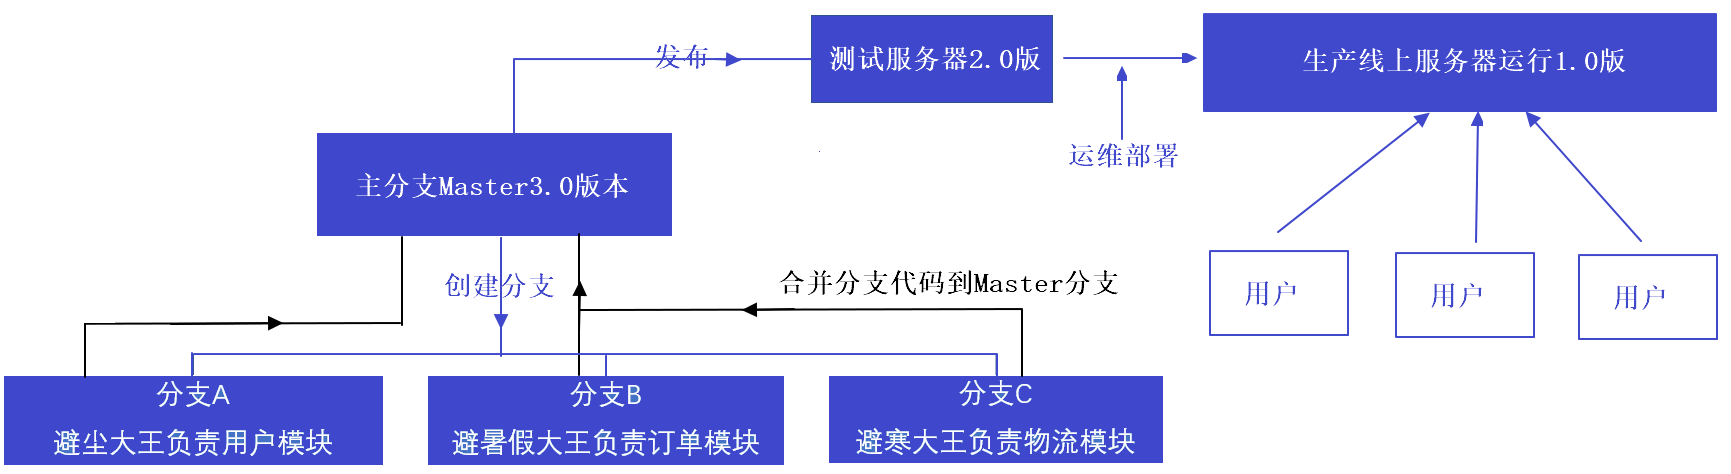 发布
测试服务器2.0版
生产线上服务器运行1.0版
运维部署
主分支Master3.0版本
创建分支
合并分支代码到Master分支
用户
用户
用户
分支A
避尘大王负责用户模块
分支B
避暑假大王负责订单模块
分支C
避寒大王负责物流模块